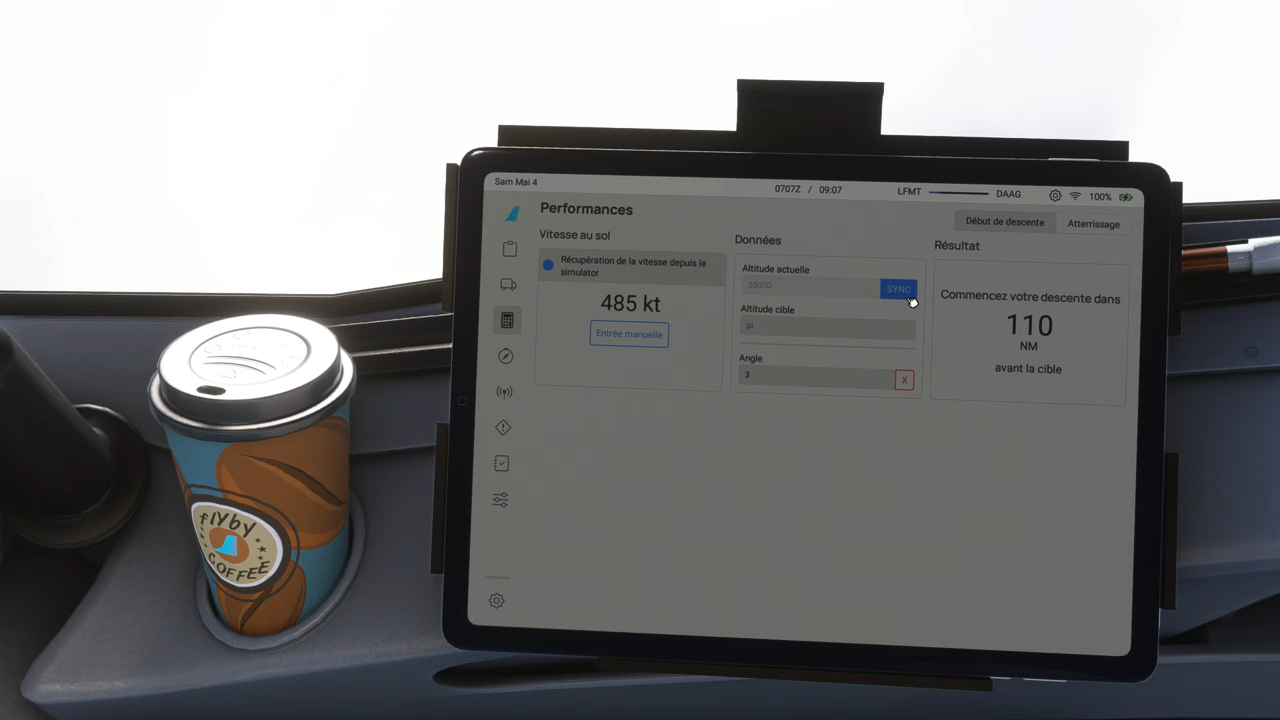 Sam Mai 4
0707Z / 09:07
LFMT
DAAG
100%
Performances
Début de descente
Atterrissage
Vitesse au sol
Récupération de la vitesse depuis le
simulator
485 kt
Entrée manuelle
Données
Altitude actuelle
35000
SYNC
Altitude cible
pi
Angle
3
X
Résultat
Commencez votre descente dans
110
NM
avant la cible
flyby
COFFEE